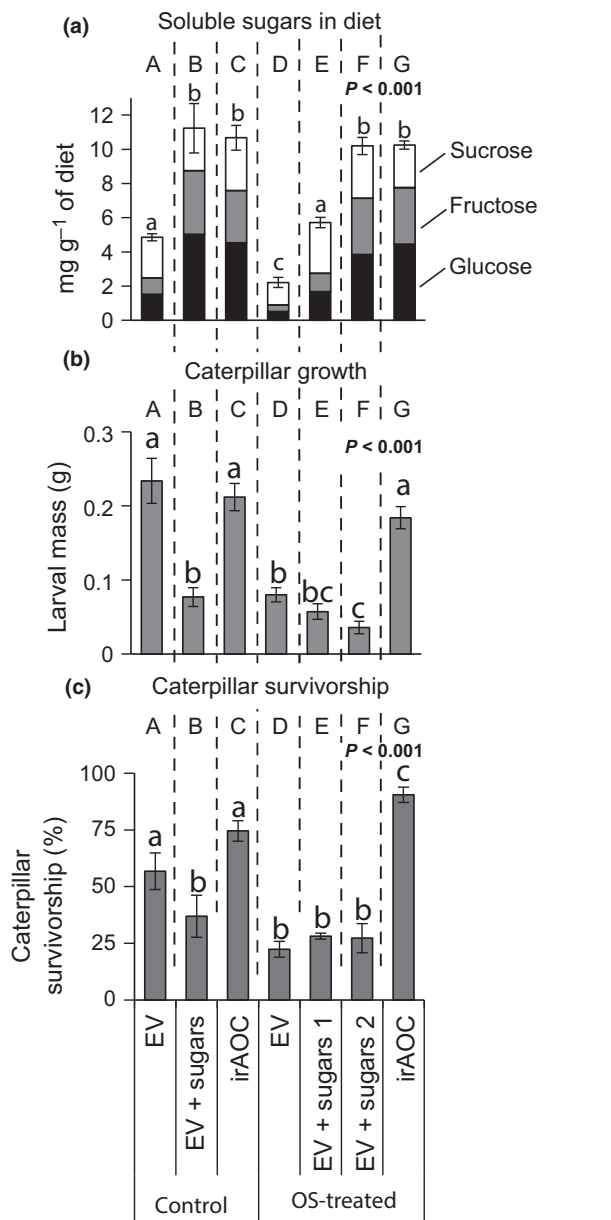 (a)
Soluble sugars in diet
A B C D E F G
P < 0.001
mg g–1 of diet
12
10
8
6
4
2
0
a b b c a b b
Sucrose
Fructose
Glucose
(b)
Caterpillar growth
A B C D E F G
P < 0.001
Larval mass (g)
0.3
0.2
0.1
0
a b a b bc c a
(c)
Caterpillar survivorship
A B C D E F G
P < 0.001
Caterpillar
survivorship (%)
100
75
50
25
0
a b a b b b c
EV
EV + sugars
irAOC
EV
EV + sugars 1
EV + sugars 2
irAOC
Control
OS-treated